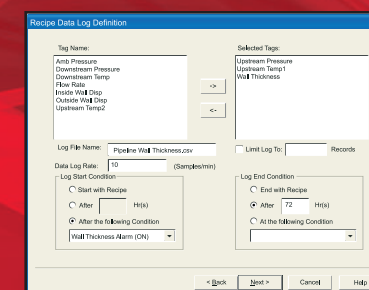 Recipe Data Log Definition
Tag Name:
Amb Pressure
Downstream Pressure
Downstream Temp
Flow Rate
Inside Wall Disp
Outside Wall Disp
Upstream Temp2
->
<-
Selected Tags:
Upstream Pressure
Upstream Temp1
Wall Thickness
Log File Name: Pipeline Wall Thickness,csv
Limit Log To: Records
Data Log Rate: 10 (Samples/min)
Log Start Condition
Start with Recipe
After Hr(s)
After the following Condition
Wall Thickness Alarm (ON)
Log End Condition
End with Recipe
After 72 Hr(s)
At the following Condition
< Back Next > Cancel Help